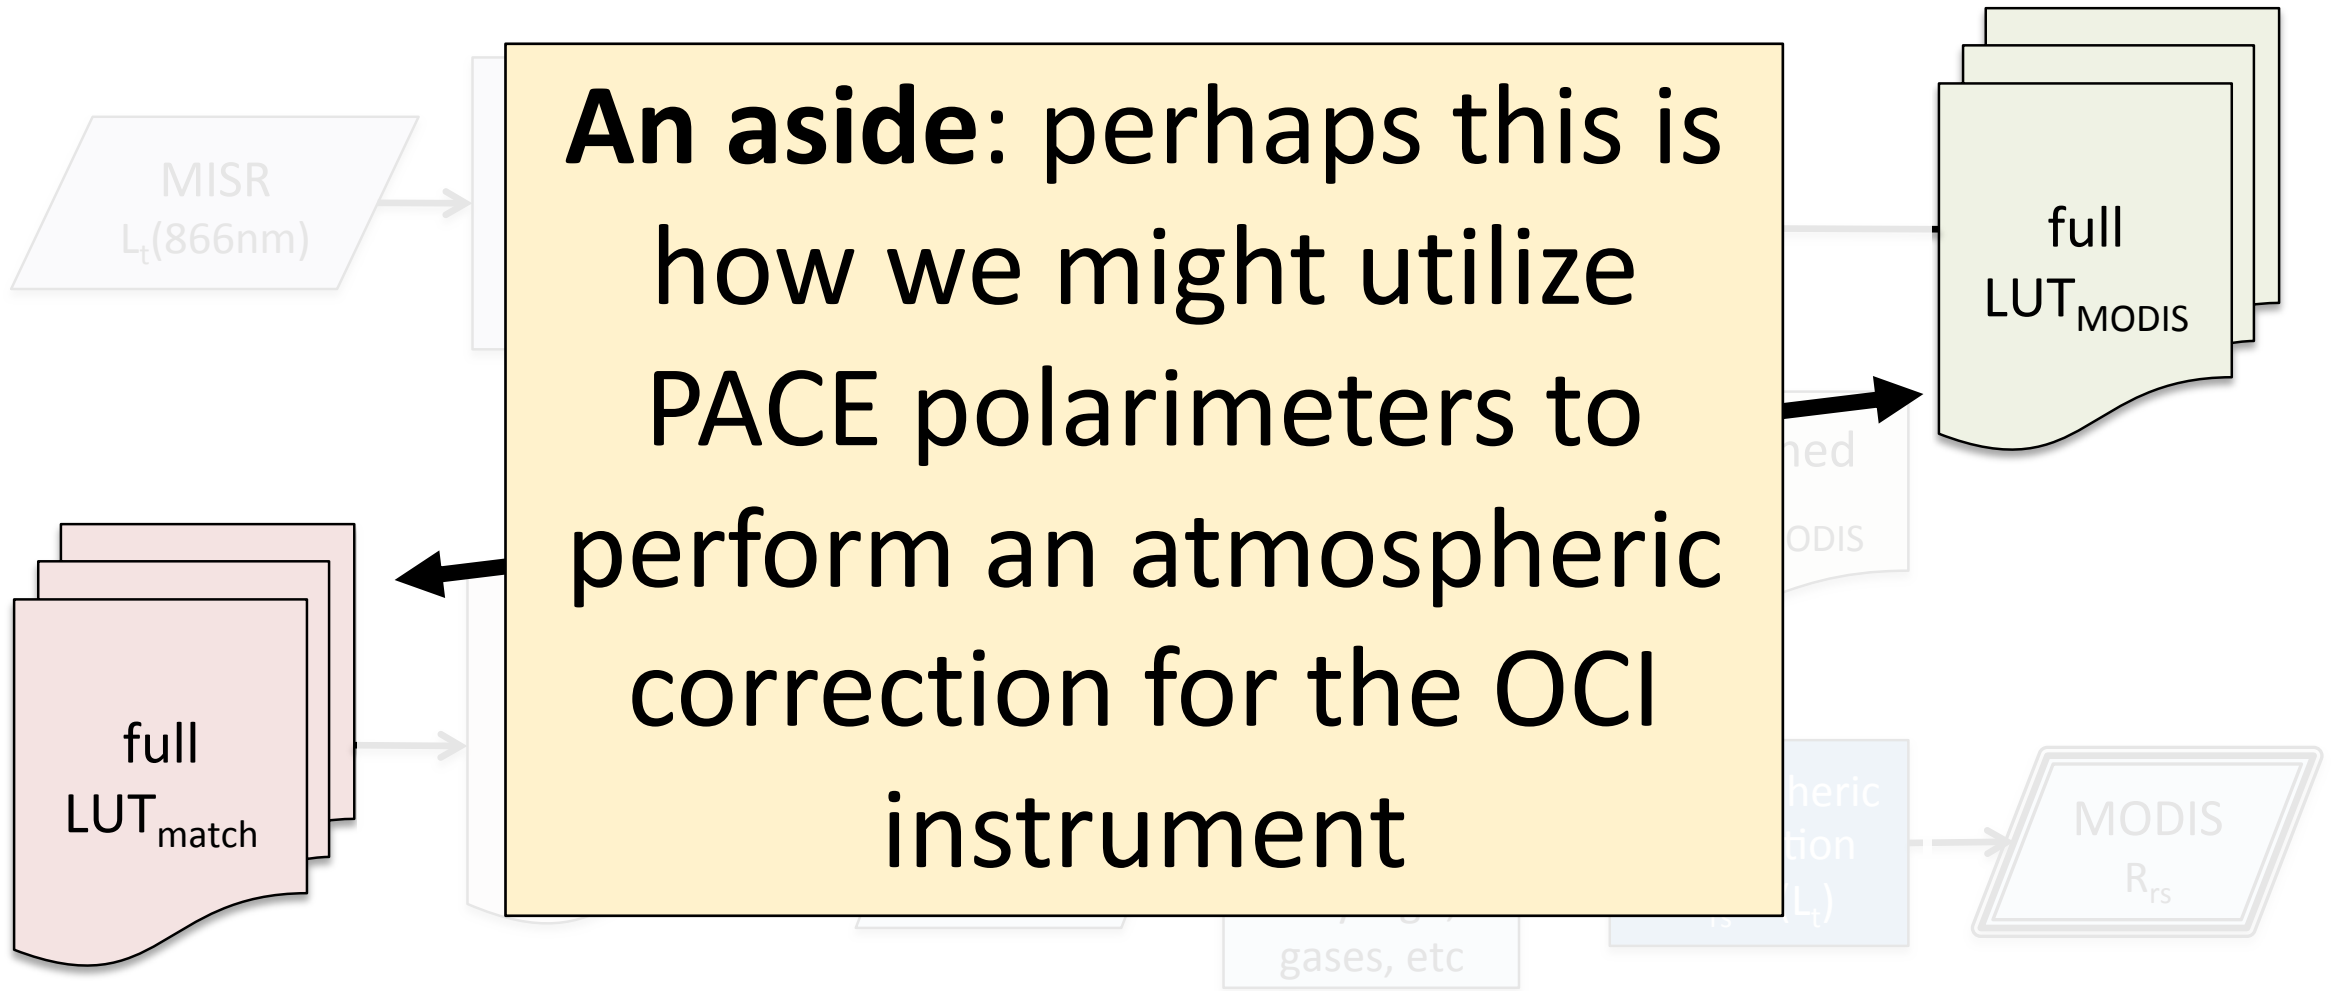 MISR
Lt(866nm)
An aside: perhaps this is
how we might utilize
PACE polarimeters to
perform an atmospheric
correction for the OCI
instrument
full
LUTMODIS
full
LUTmatch
MODIS
Rrs
gases, etc